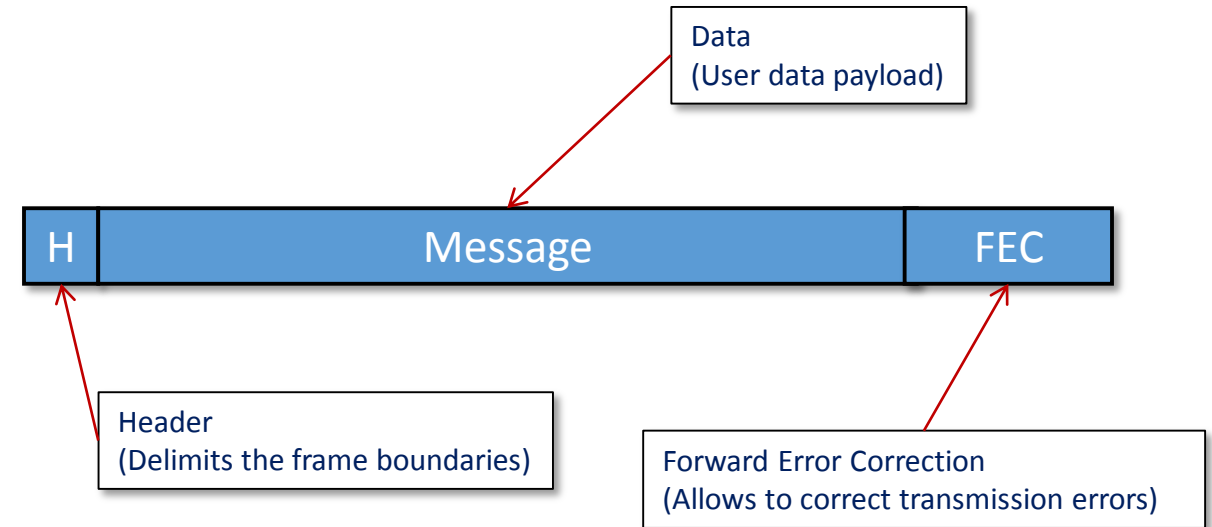 Data
(User data payload)
H
Message
FEC
Header
(Delimits the frame boundaries)
Forward Error Correction
(Allows to correct transmission errors)